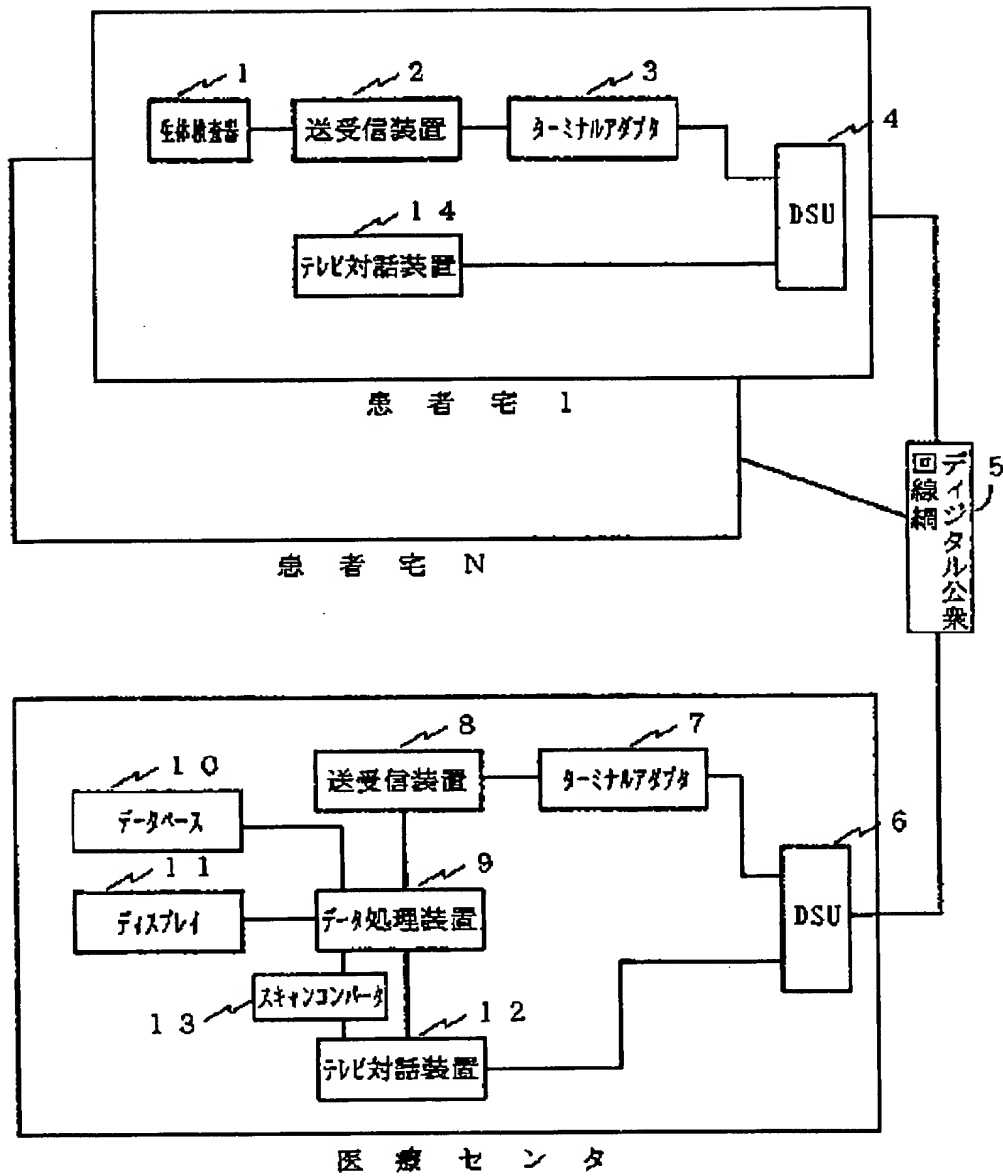 1
生体検査器
2
送受信装置
3
ターミナルアダプタ
4
DSU
14
テレビ対話装置
患者宅1
患者宅N
5
ディジタル公衆
回線網
8
送受信装置
7
ターミナルアダプタ
10
データベース
6
DSU
11
ディスプレイ
9
データ処理装置
スキャンコンバータ
13
12
テレビ対話装置
医療センタ